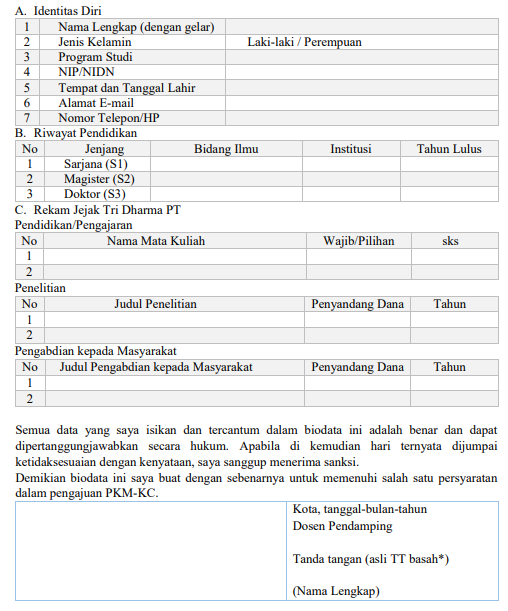 A. Identitas Diri
1 Nama Lengkap (dengan gelar)
2 Jenis Kelamin Laki-laki / Perempuan
3 Program Studi
4 NIP/NIDN
5 Tempat dan Tanggal Lahir
6 Alamat E-mail
7 Nomor Telepon/HP
B. Riwayat Pendidikan
No Jenjang Bidang Ilmu Institusi Tahun Lulus
1 Sarjana (S1)
2 Magister (S2)
3 Doktor (S3)
C. Rekam Jejak Tri Dharma PT
Pendidikan/Pengajaran
No Nama Mata Kuliah Wajib/Pilihan sks
1
2
Penelitian
No Judul Penelitian Penyandang Dana Tahun
1
2
Pengabdian kepada Masyarakat
No Judul Pengabdian kepada Masyarakat Penyandang Dana Tahun
1
2
Semua data yang saya isikan dan tercantum dalam biodata ini adalah benar dan dapat
dipertanggungjawabkan secara hukum. Apabila di kemudian hari ternyata dijumpai
ketidaksesuaian dengan kenyataan, saya sanggup menerima sanksi.
Demikian biodata ini saya buat dengan sebenarnya untuk memenuhi salah satu persyaratan
dalam pengajuan PKM-KC.
Kota, tanggal-bulan-tahun
Dosen Pendamping
Tanda tangan (asli TT basah*)
(Nama Lengkap)